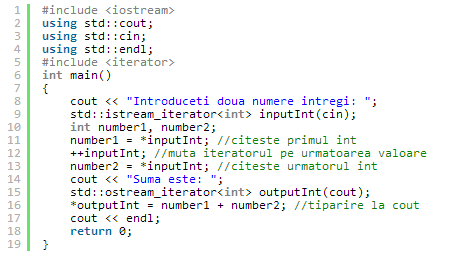 1 #include <iostream>
2 using std::cout;
3 using std::cin;
4 using std::endl;
5 #include <iterator>
6 int main()
7 {
8 cout << "Introduceti doua numere intregi: ";
9 std::istream_iterator<int> inputInt(cin);
10 int number1, number2;
11 number1 = *inputInt; //citeste primul int
12 ++inputInt; //muta iteratorul pe urmatoarea valoare
13 number2 = *inputInt; //citeste urmatorul int
14 cout << "Suma este: ";
15 std::ostream_iterator<int> outputInt(cout);
16 *outputInt = number1 + number2; //tiparire la cout
17 cout << endl;
18 return 0;
19 }